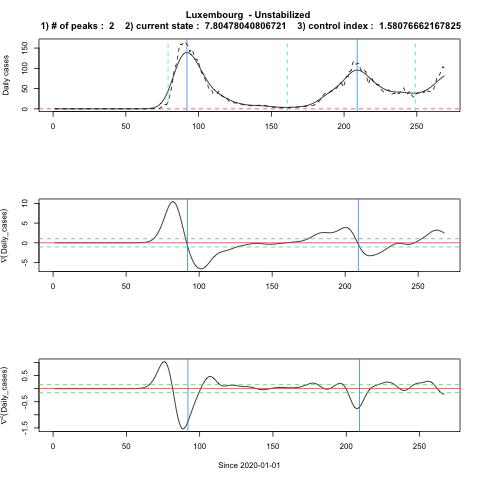 Luxembourg - Unstabilized
1) # of peaks : 2 2) current state : 7.80478040806721 3) control index : 1.58076662167825
Daily cases
150
100
50
0
0 50 100 150 200 250
∇(Daily_cases)
10
5
0
-5
0 50 100 150 200 250
∇²(Daily_cases)
0.5
-0.5
-1.5
0 50 100 150 200 250
Since 2020-01-01